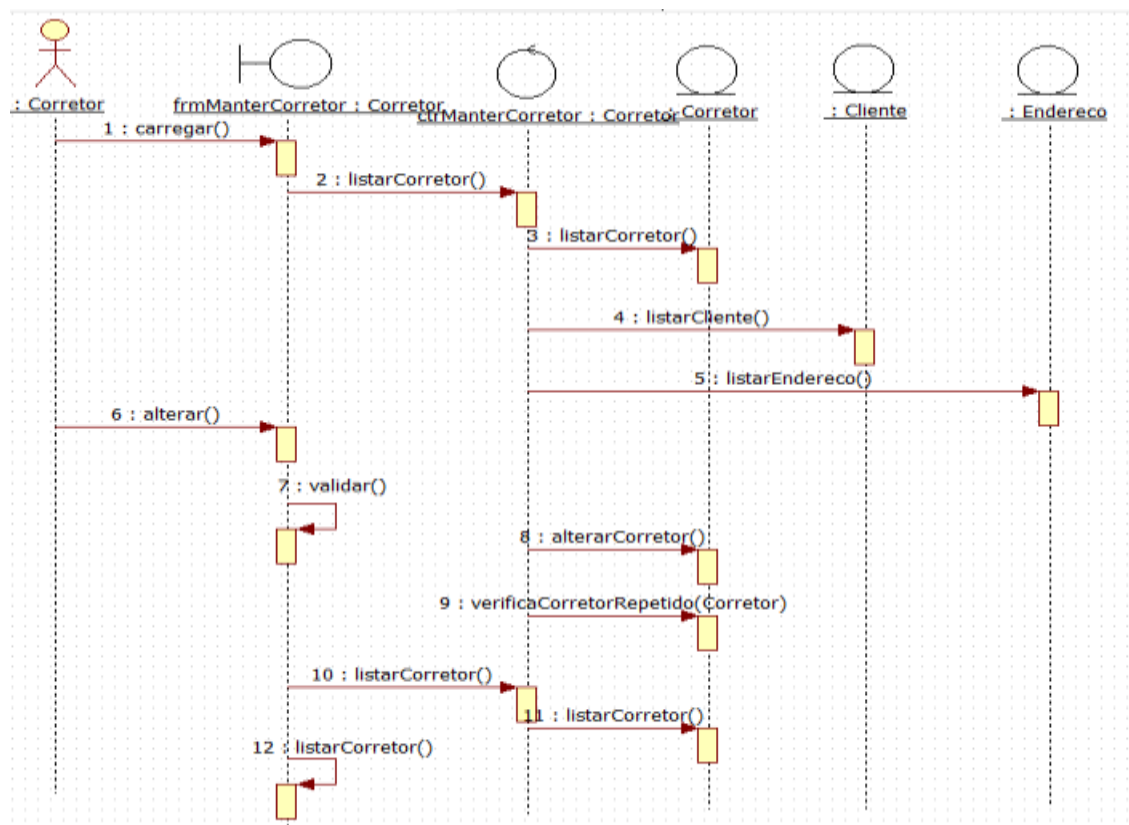 : Corretor
frmManterCorretor : Corretor
ctrManterCorretor : Corretor
: Corretor
: Cliente
: Endereco
1 : carregar()
2 : listarCorretor()
3 : listarCorretor()
4 : listarCliente()
5 : listarEndereco()
6 : alterar()
7 : validar()
8 : alterarCorretor()
9 : verificaCorretorRepetido(Corretor)
10 : listarCorretor()
11 : listarCorretor()
12 : listarCorretor()